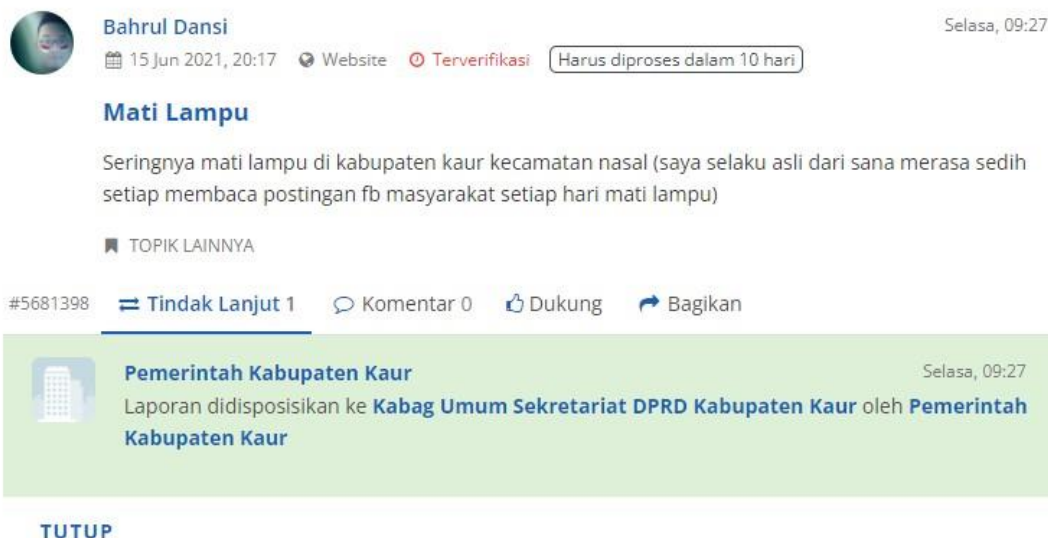 Bahrul Dansi
Selasa, 09:27
15 Jun 2021, 20:17 Website Terverifikasi Harus diproses dalam 10 hari
Mati Lampu
Seringnya mati lampu di kabupaten kaur kecamatan nasal (saya selaku asli dari sana merasa sedih
setiap membaca postingan fb masyarakat setiap hari mati lampu)
TOPIK LAINNYA
#5681398 Tindak Lanjut 1 Komentar 0 Dukung Bagikan
Pemerintah Kabupaten Kaur
Selasa, 09:27
Laporan didisposisikan ke Kabag Umum Sekretariat DPRD Kabupaten Kaur oleh Pemerintah
Kabupaten Kaur
TUTUP